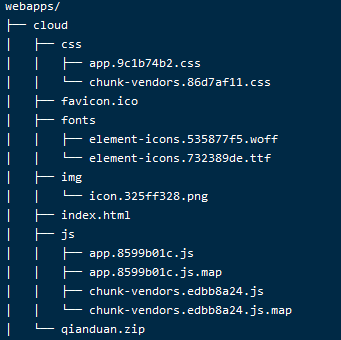 webapps/
├── cloud
│   ├── css
│   │   ├── app.9c1b74b2.css
│   │   └── chunk-vendors.86d7af11.css
│   ├── favicon.ico
│   ├── fonts
│   │   ├── element-icons.535877f5.woff
│   │   └── element-icons.732389de.ttf
│   ├── img
│   │   └── icon.325ff328.png
│   ├── index.html
│   ├── js
│   │   ├── app.8599b01c.js
│   │   ├── app.8599b01c.js.map
│   │   ├── chunk-vendors.edbb8a24.js
│   │   └── chunk-vendors.edbb8a24.js.map
│   └── qianduan.zip